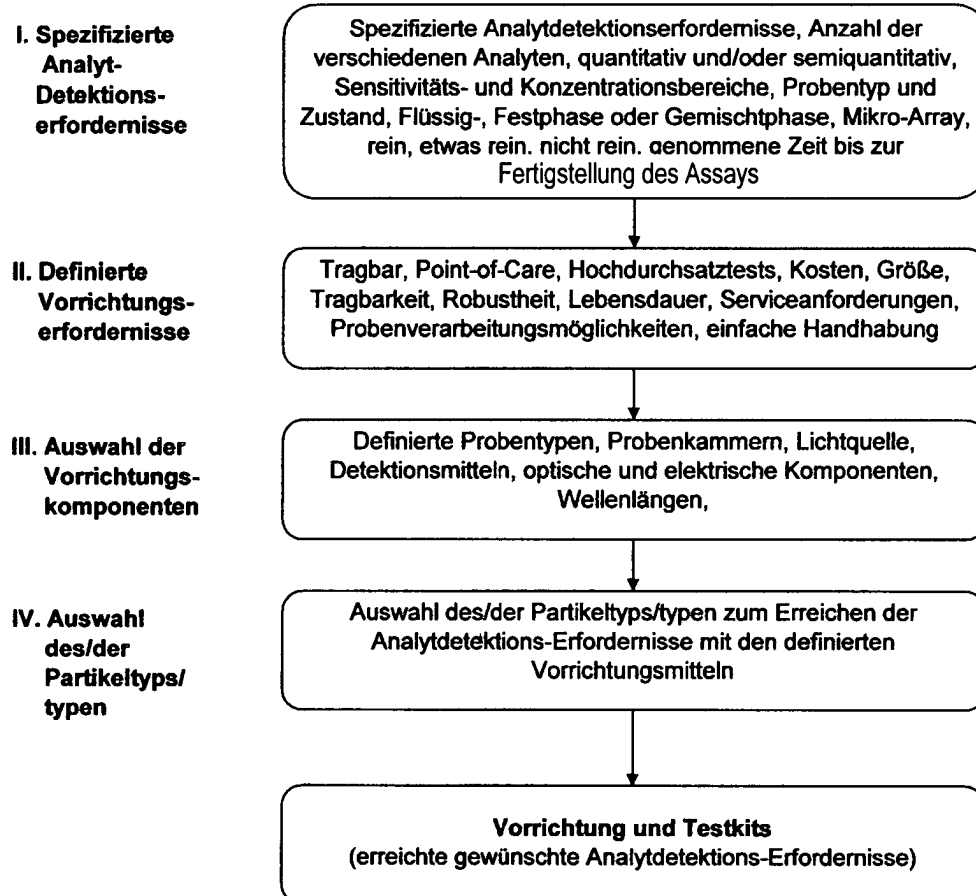 I. Spezifizierte
Analyt-
Detektions-
erfordernisse
Spezifizierte Analytdetektionserfordernisse, Anzahl der
verschiedenen Analyten, quantitativ und/oder semiquantitativ,
Sensitivitäts- und Konzentrationsbereiche, Probentyp und
Zustand, Flüssig-, Festphase oder Gemischtphase, Mikro-Array,
rein, etwas rein, nicht rein, genommene Zeit bis zur
Fertigstellung des Assays
II. Definierte
Vorrichtungs-
erfordernisse
Tragbar, Point-of-Care, Hochdurchsatztests, Kosten, Größe,
Tragbarkeit, Robustheit, Lebensdauer, Serviceanforderungen,
Probenverarbeitungsmöglichkeiten, einfache Handhabung
III. Auswahl der
Vorrichtungs-
komponenten
Definierte Probentypen, Probenkammern, Lichtquelle,
Detektionsmitteln, optische und elektrische Komponenten,
Wellenlängen,
IV. Auswahl
des/der
Partikeltyps/
typen
Auswahl des/der Partikeltyps/typen zum Erreichen der
Analytdetektions-Erfordernisse mit den definierten
Vorrichtungsmitteln
Vorrichtung und Testkits
(erreichte gewünschte Analytdetektions-Erfordernisse)